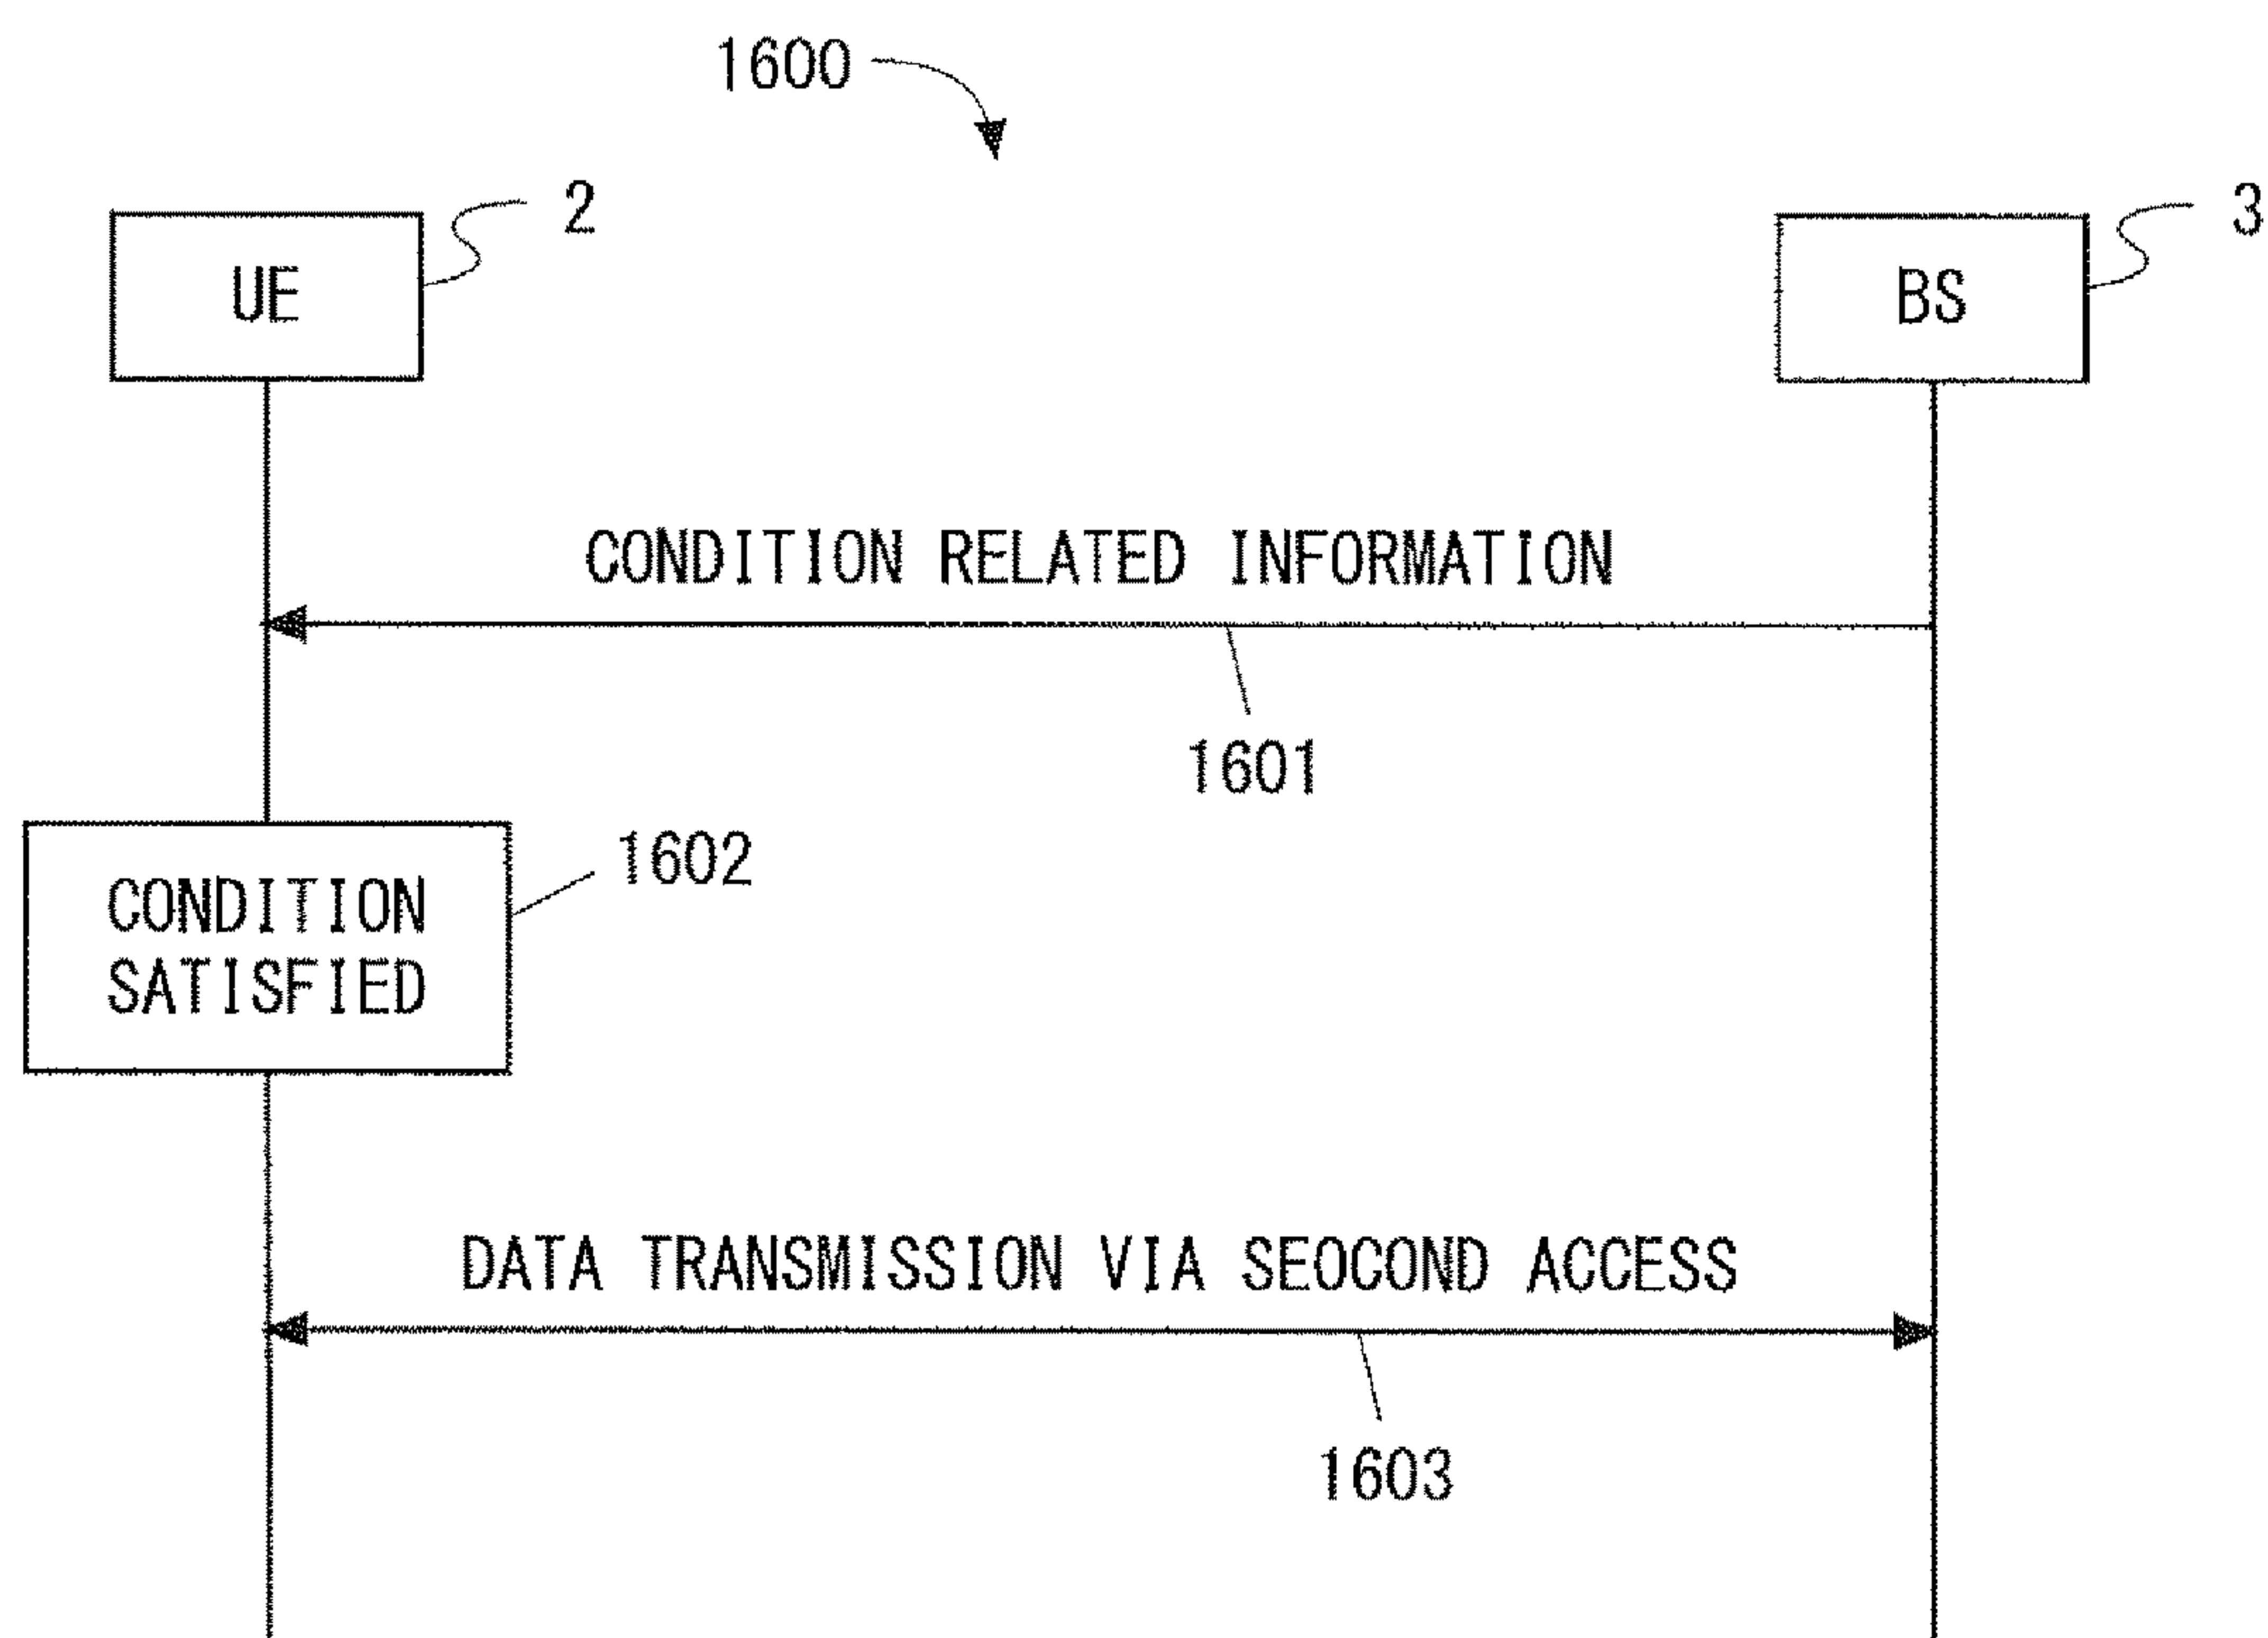 1600
2
3
UE
BS
CONDITION RELATED INFORMATION
1601
1602
CONDITION
SATISFIED
DATA TRANSMISSION VIA SEOCOND ACCESS
1603